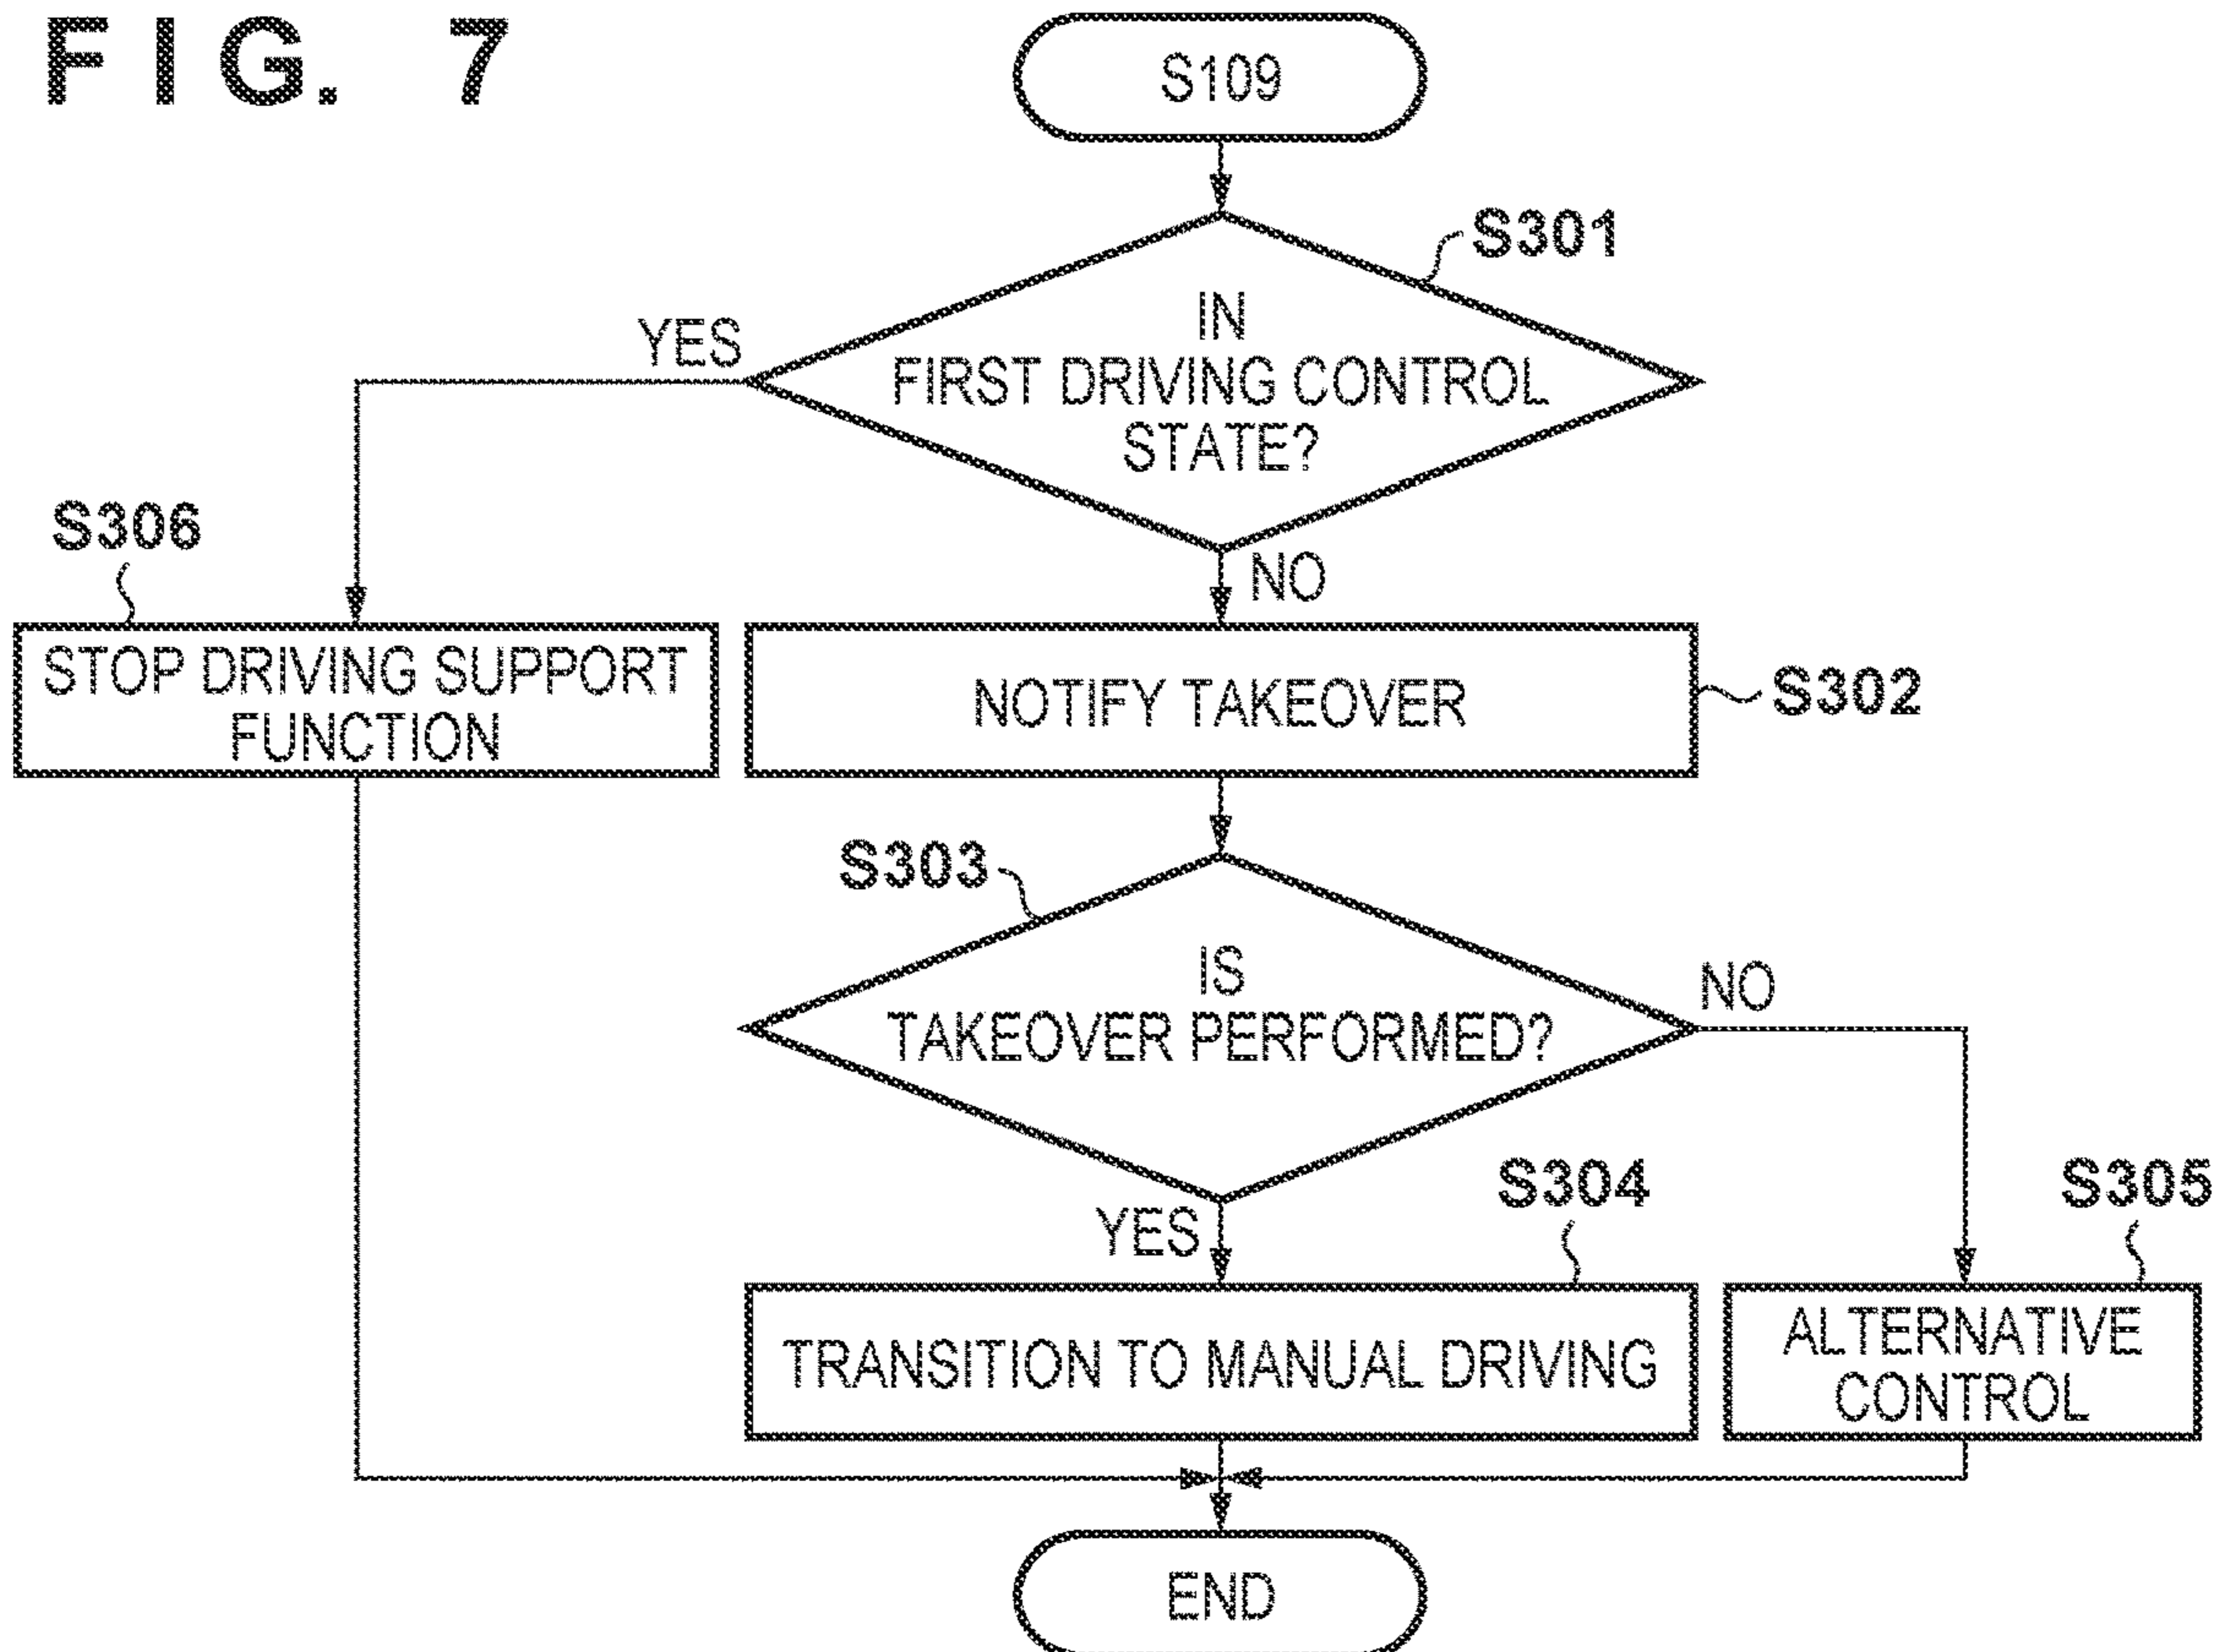 FIG. 7
S109
S301
IN
FIRST DRIVING CONTROL
STATE?
YES
NO
S306
STOP DRIVING SUPPORT
FUNCTION
NOTIFY TAKEOVER
S302
S303
IS
TAKEOVER PERFORMED?
NO
YES
S304
TRANSITION TO MANUAL DRIVING
S305
ALTERNATIVE
CONTROL
END